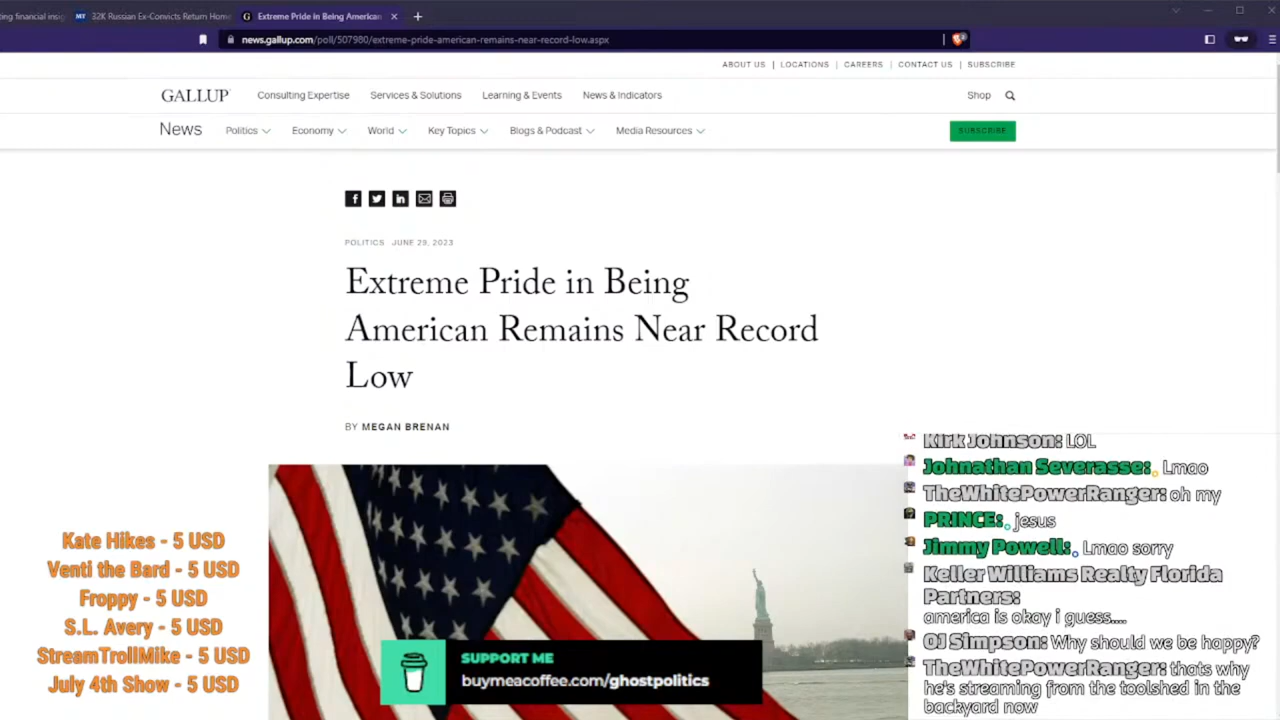 ting financial insig
MT 32K Russian Ex-Convicts Return Home
G Extreme Pride in Being American
news.gallup.com/poll/507980/extreme-pride-american-remains-near-record-low.aspx
ABOUT US | LOCATIONS | CAREERS | CONTACT US | SUBSCRIBE
GALLUP Consulting Expertise Services & Solutions Learning & Events News & Indicators Shop
News Politics Economy World Key Topics Blogs & Podcast Media Resources SUBSCRIBE
POLITICS JUNE 29, 2023
Extreme Pride in Being
American Remains Near Record
Low
BY MEGAN BRENAN
Kate Hikes - 5 USD
Venti the Bard - 5 USD
Froppy - 5 USD
S.L. Avery - 5 USD
StreamTrollMike - 5 USD
July 4th Show - 5 USD
SUPPORT ME
buymeacoffee.com/ghostpolitics
Kirk Johnson: LOL
Johnathan Severasse: Lmao
TheWhitePowerRanger: oh my
PRINCE: jesus
Jimmy Powell: Lmao sorry
Keller Williams Realty Florida
Partners:
america is okay i guess....
OJ Simpson: Why should we be happy?
TheWhitePowerRanger: thats why
he's streaming from the toolshed in the
backyard now